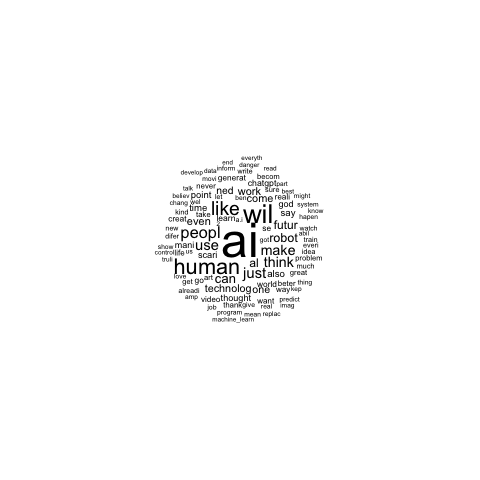 everyth
end danger
inform read
develop data write
movi generat becom
talk never chatgpt part
believ point let ned work sure best
chang wel ben come reali might
time like wil god system
kind take say know
creat even learn a.i futur hapen
new peopl se watch
difer got robot abil
show mani use ai train even
control life us scari make idea
truli al think problem
human just also much
love get go art can great
alreadi technolog one world beter thing
amp video thought want way kep
job thank give real predict
program mean replac imag
machine_learn